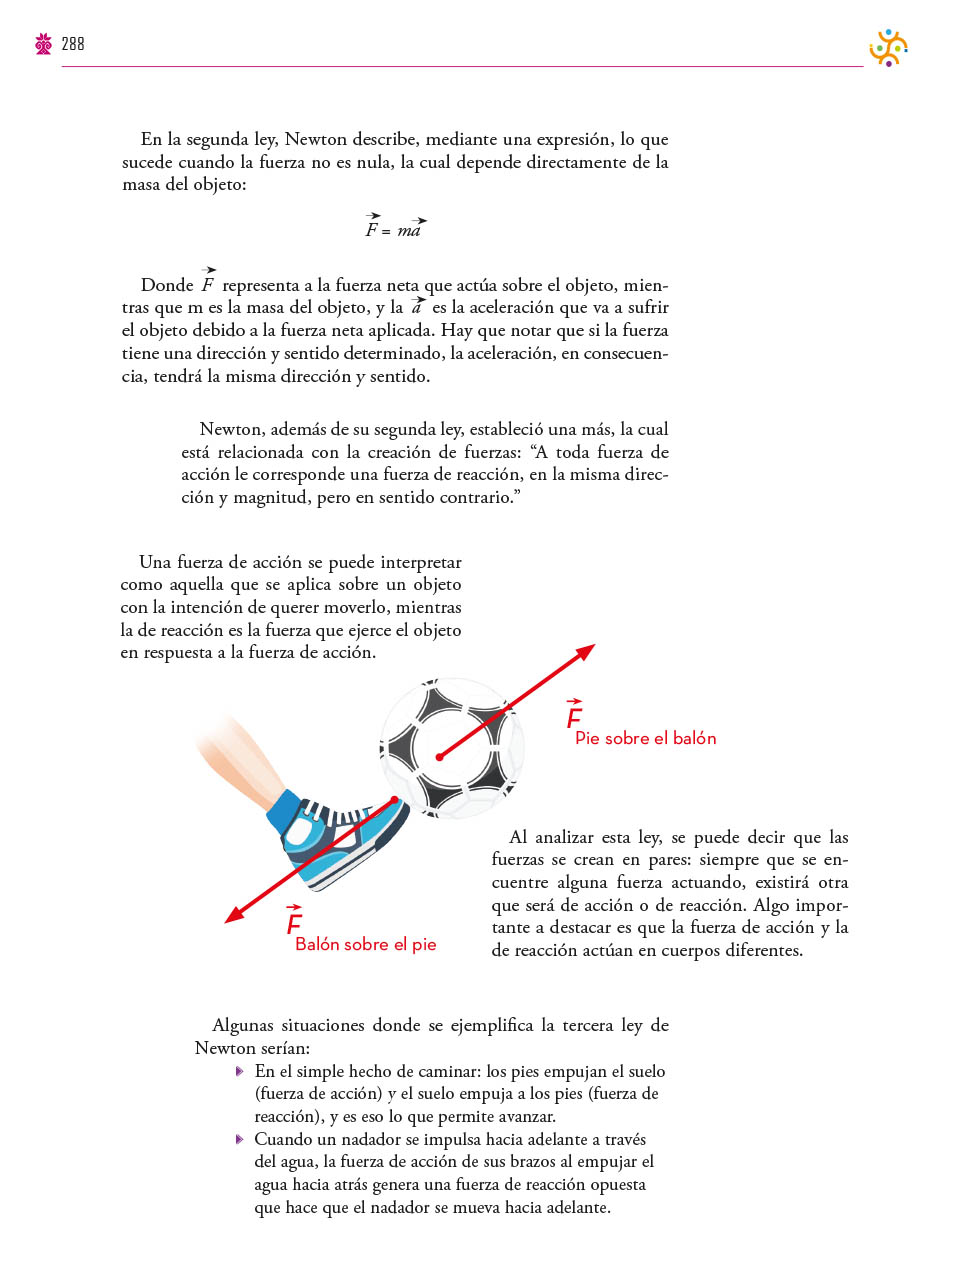 288
En la segunda ley, Newton describe, mediante una expresión, lo que
sucede cuando la fuerza no es nula, la cual depende directamente de la
masa del objeto:
F = ma
Donde F representa a la fuerza neta que actúa sobre el objeto, mien-
tras que m es la masa del objeto, y la a es la aceleración que va a sufrir
el objeto debido a la fuerza neta aplicada. Hay que notar que si la fuerza
tiene una dirección y sentido determinado, la aceleración, en consecuen-
cia, tendrá la misma dirección y sentido.
Newton, además de su segunda ley, estableció una más, la cual
está relacionada con la creación de fuerzas: “A toda fuerza de
acción le corresponde una fuerza de reacción, en la misma direc-
ción y magnitud, pero en sentido contrario.”
Una fuerza de acción se puede interpretar
como aquella que se aplica sobre un objeto
con la intención de querer moverlo, mientras
la de reacción es la fuerza que ejerce el objeto
en respuesta a la fuerza de acción.
F
Pie sobre el balón
F
Balón sobre el pie
Al analizar esta ley, se puede decir que las
fuerzas se crean en pares: siempre que se en-
cuentre alguna fuerza actuando, existirá otra
que será de acción o de reacción. Algo impor-
tante a destacar es que la fuerza de acción y la
de reacción actúan en cuerpos diferentes.
Algunas situaciones donde se ejemplifica la tercera ley de
Newton serían:
En el simple hecho de caminar: los pies empujan el suelo
(fuerza de acción) y el suelo empuja a los pies (fuerza de
reacción), y es eso lo que permite avanzar.
Cuando un nadador se impulsa hacia adelante a través
del agua, la fuerza de acción de sus brazos al empujar el
agua hacia atrás genera una fuerza de reacción opuesta
que hace que el nadador se mueva hacia adelante.